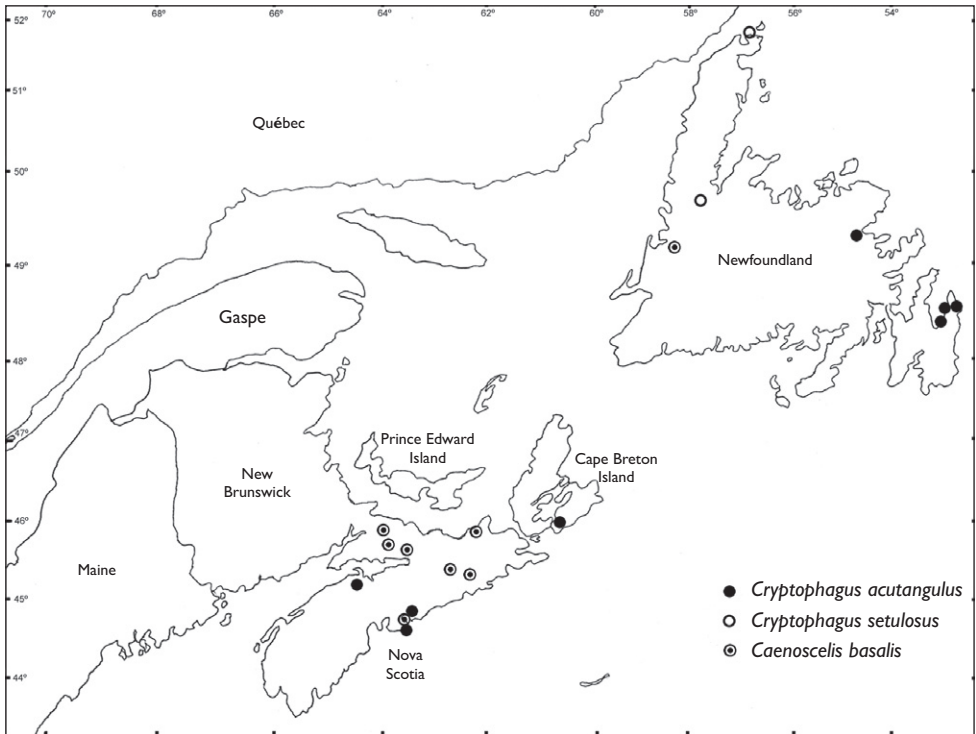 70° 68° 66° 64° 62° 60° 58° 56° 54°
52°
51°
50°
49°
48°
47°
46°
45°
44°
Québec
Newfoundland
Gaspe
Prince Edward
Island
Cape Breton
Island
New
Brunswick
Maine
Nova
Scotia
Cryptophagus acutangulus
Cryptophagus setulosus
Caenoscelis basalis